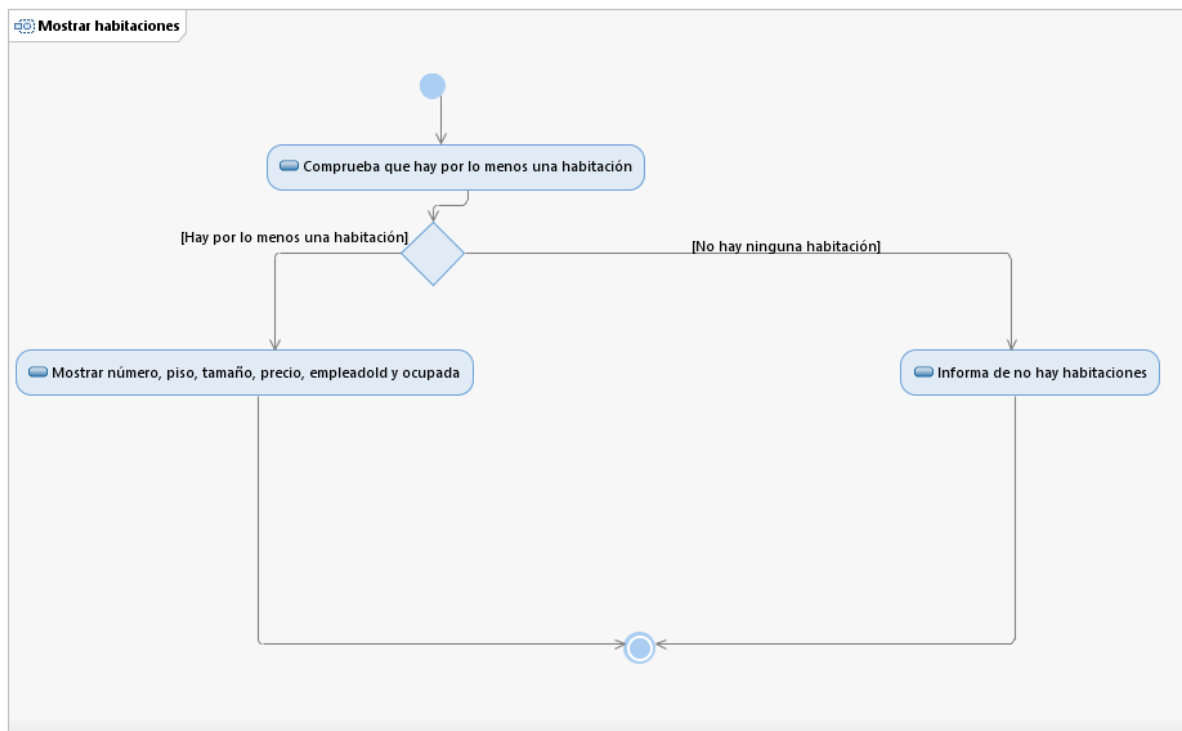 Mostrar habitaciones
Comprueba que hay por lo menos una habitación
[Hay por lo menos una habitación]
[No hay ninguna habitación]
Mostrar número, piso, tamaño, precio, empleadoId y ocupada
Informa de no hay habitaciones